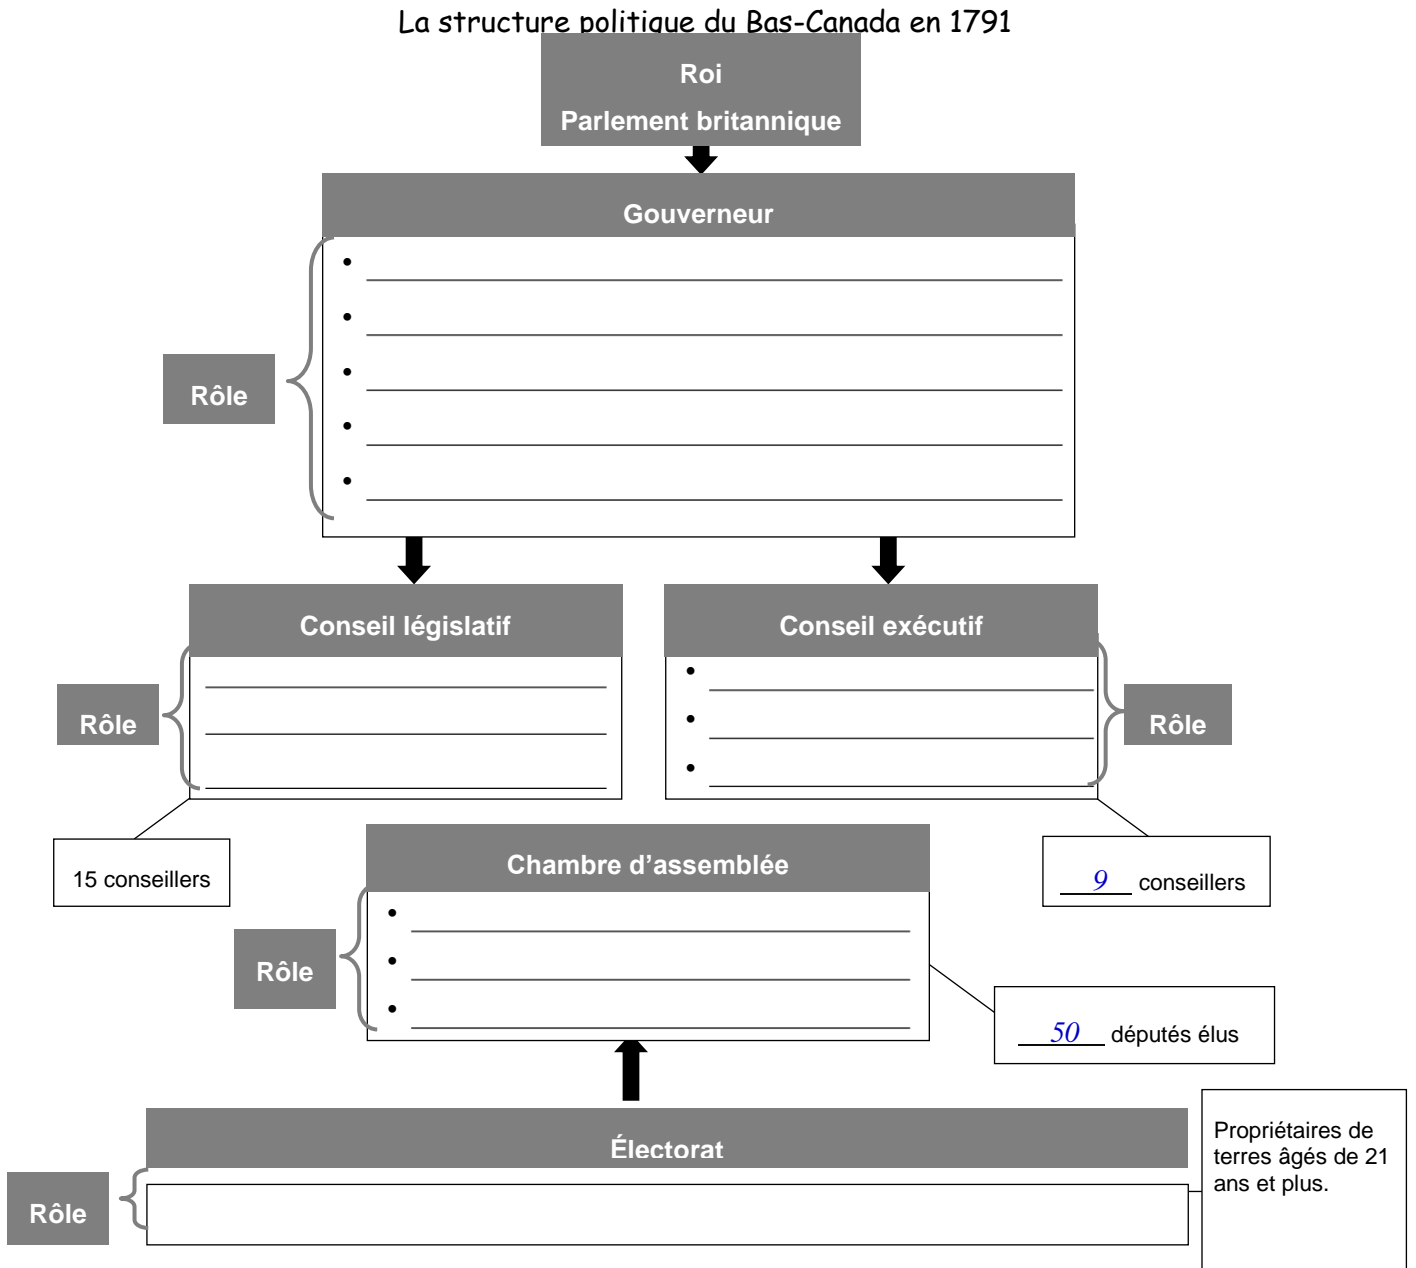 La structure politique du Bas-Canada en 1791
Roi
Parlement britannique
Gouverneur
•
•
•
•
•
Rôle
Conseil législatif
Conseil exécutif
Rôle
•
•
•
Rôle
15 conseillers
Chambre d'assemblée
9 conseillers
•
•
•
Rôle
50 députés élus
Électorat
Propriétaires de
terres âgés de 21
ans et plus.
Rôle